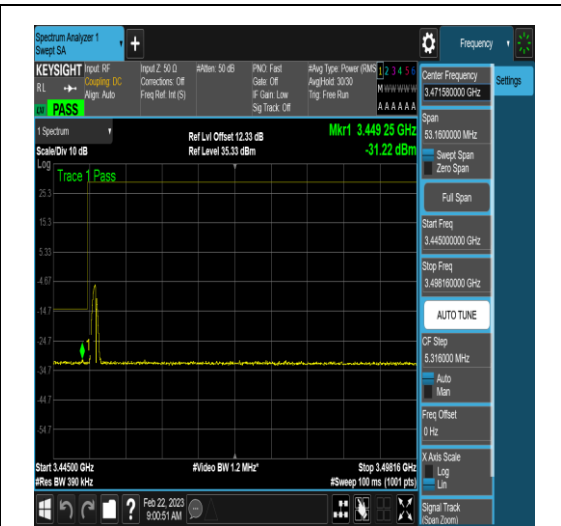 Spectrum Analyzer 1
Swept SA
Frequency
KEYSIGHT
RL
Input: RF
Coupling: DC
Align: Auto
Input Z: 50 Ω
Corrections: Off
Freq Ref: Int (S)
#Atten: 50 dB
PNO: Fast
Gate: Off
IF Gain: Low
Sig Track: Off
#Avg Type: Power (RMS
Avg|Hold: 30/30
Trig: Free Run
1 2 3 4 5 6
M W W W W W
A A A A A A
PASS
1 Spectrum
Scale/Div 10 dB
Ref Lvl Offset 12.33 dB
Ref Level 35.33 dBm
Mkr1 3.449 25 GHz
-31.22 dBm
Log
Trace 1 Pass
25.3
15.3
5.33
-4.67
-14.7
-24.7
-34.7
-44.7
-54.7
1
Start 3.44500 GHz
#Res BW 390 kHz
#Video BW 1.2 MHz*
Stop 3.49816 GHz
#Sweep 100 ms (1001 pts)
Feb 22, 2023
9:00:51 AM
Center Frequency
3.471580000 GHz
Settings
Span
53.1600000 MHz
Swept Span
Zero Span
Full Span
Start Freq
3.445000000 GHz
Stop Freq
3.498160000 GHz
AUTO TUNE
CF Step
5.316000 MHz
Auto
Man
Freq Offset
0 Hz
X Axis Scale
Log
Lin
Signal Track
(Span Zoom)